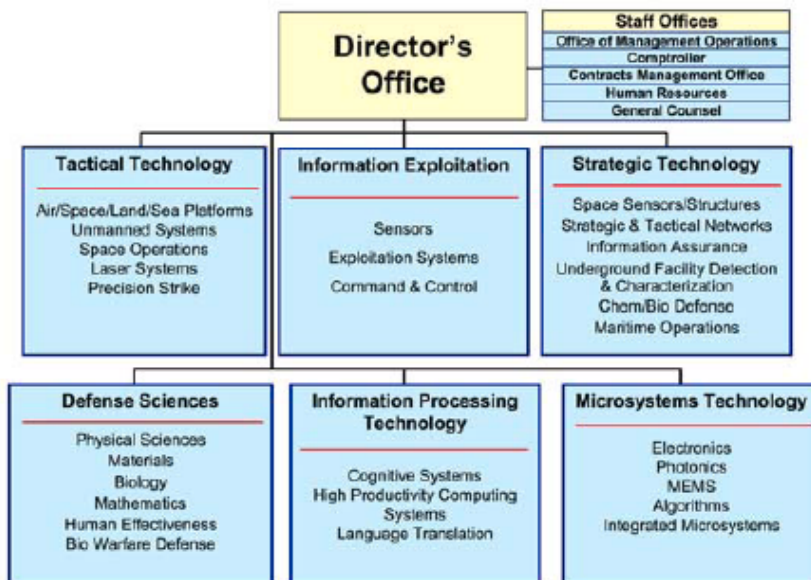 Director's
Office
Staff Offices
Office of Management Operations
Comptroller
Contracts Management Office
Human Resources
General Counsel
Tactical Technology
Air/Space/Land/Sea Platforms
Unmanned Systems
Space Operations
Laser Systems
Precision Strike
Information Exploitation
Sensors
Exploitation Systems
Command & Control
Strategic Technology
Space Sensors/Structures
Strategic & Tactical Networks
Information Assurance
Underground Facility Detection
& Characterization
Chem/Bio Defense
Maritime Operations
Defense Sciences
Physical Sciences
Materials
Biology
Mathematics
Human Effectiveness
Bio Warfare Defense
Information Processing
Technology
Cognitive Systems
High Productivity Computing
Systems
Language Translation
Microsystems Technology
Electronics
Photonics
MEMS
Algorithms
Integrated Microsystems